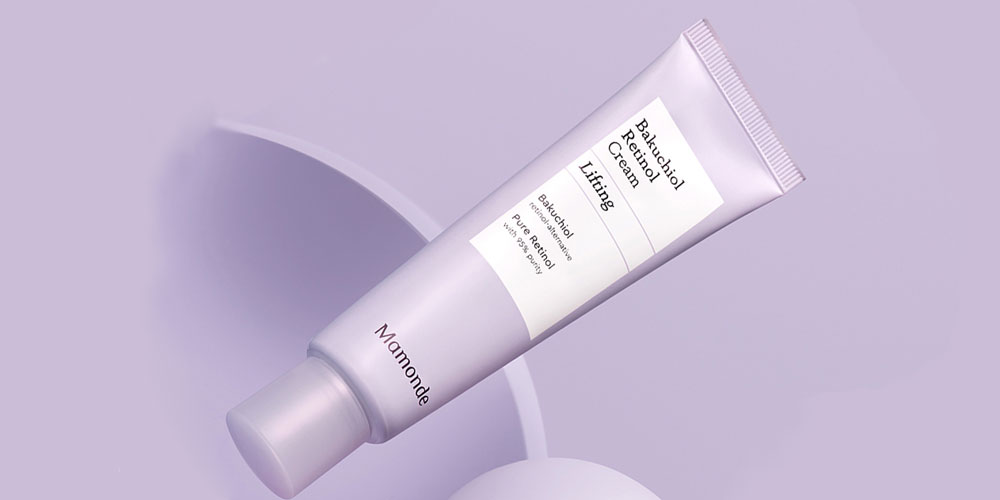 Bakuchiol
Retinol
Cream
Lifting
Bakuchiol
retinol-alternative
Pure Retinol
with 95% purity
Mamonde